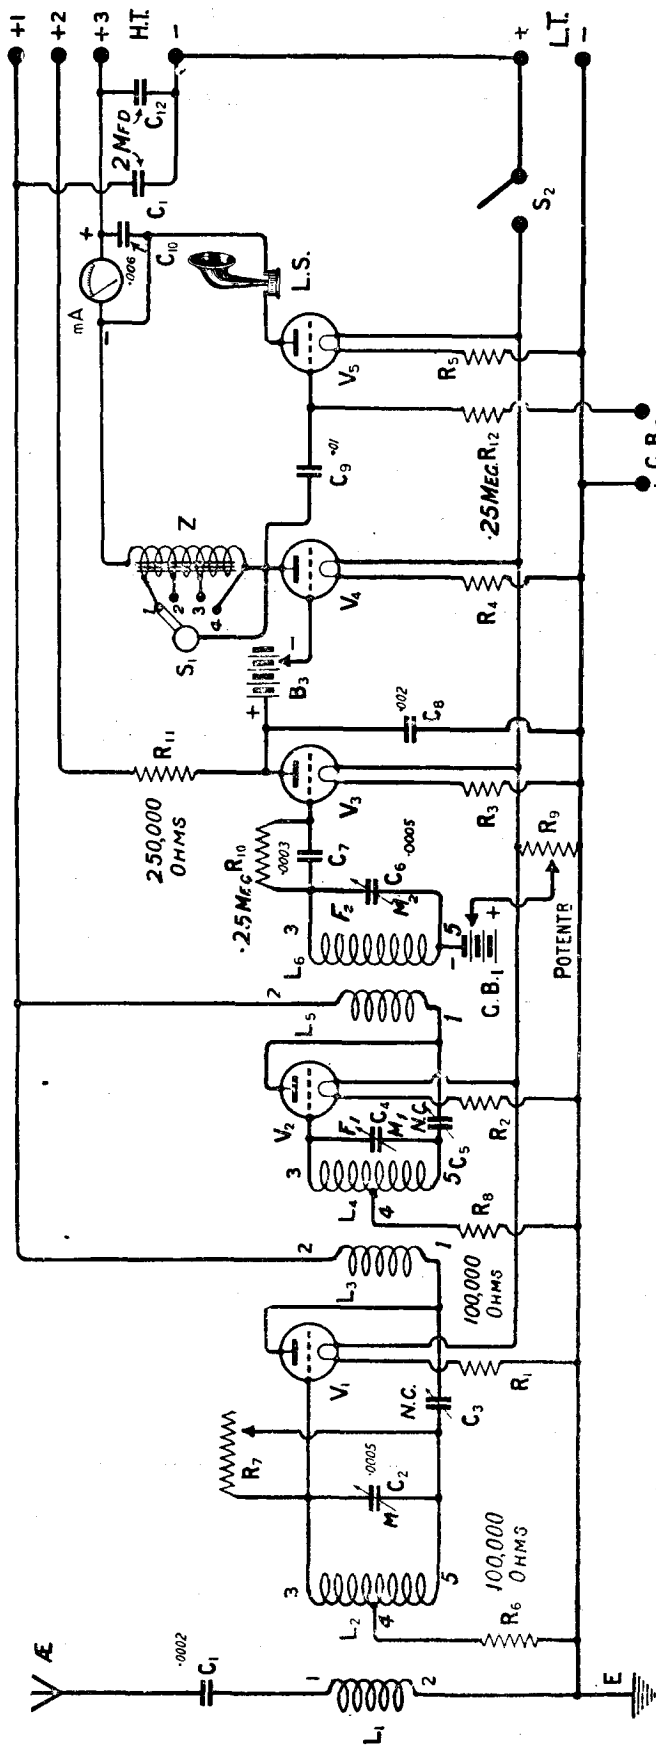 Æ
·0002
C₁
L₁
1
2
E
3
L₂
4
5
100,000
OHMS
R₆
R₇
M
C₂
·0005
N.C.
C₃
V₁
R₁
2
L₃
1
100,000
OHMS
R₈
3
L₄
4
5
V₂
F₁
C₄
M₁
N.C.
C₅
R₂
2
L₅
1
3
L₆
·25 MEG R₁₀
·0003
C₇
F₂
M₂
C₆
·0005
5
-
+
G.B.₁
POTENTR
R₉
250,000
OHMS
R₁₁
V₃
R₃
+
B₃
-
·002
C₈
S₁
1
2
3
4
Z
V₄
R₄
·01
C₉
·25 MEG. R₁₂
V₅
R₅
mA
-
+
·006
C₁₀
L.S.
C₁
2 MFD
C₁₂
S₂
+1
+2
+3
H.T.
-
+
L.T.
-